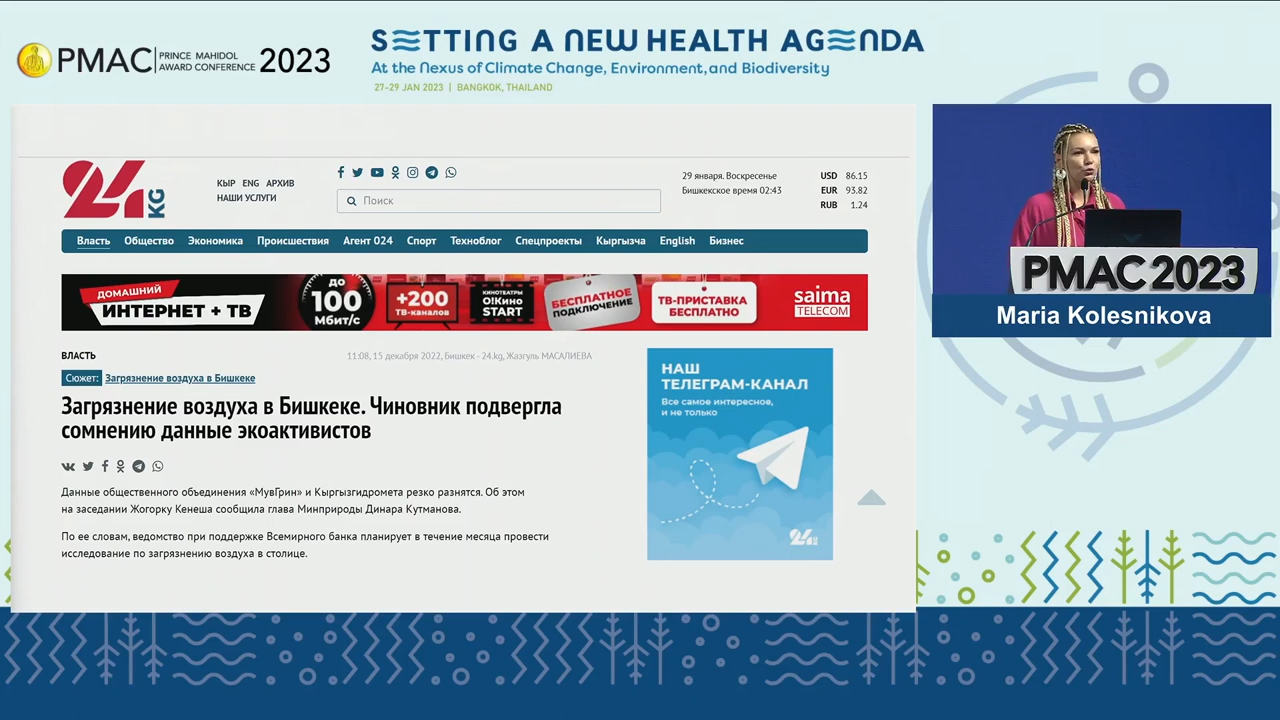 PMAC PRINCE MAHIDOL AWARD CONFERENCE 2023
SETTING A NEW HEALTH AGENDA
At the Nexus of Climate Change, Environment, and Biodiversity
27-29 JAN 2023 | BANGKOK, THAILAND
24 KG
КЫР ENG АРХИВ
НАШИ УСЛУГИ
Поиск
29 января. Воскресенье
Бишкекское время 02:43
USD 86.15
EUR 93.82
RUB 1.24
Власть Общество Экономика Происшествия Агент 024 Спорт Техноблог Спецпроекты Кыргызча English Бизнес
ДОМАШНИЙ
ИНТЕРНЕТ + ТВ
ДО
100
Мбит/с
+200
ТВ-каналов
КИНОТЕАТРЫ
О!Кино
START
БЕСПЛАТНОЕ
ПОДКЛЮЧЕНИЕ
ТВ-ПРИСТАВКА
БЕСПЛАТНО
saima
TELECOM
ВЛАСТЬ
11:08, 15 декабря 2022, Бишкек - 24.kg, Жазгуль МАСАЛИЕВА
Сюжет: Загрязнение воздуха в Бишкеке
Загрязнение воздуха в Бишкеке. Чиновник подвергла
сомнению данные экоактивистов
Данные общественного объединения «МувГрин» и Кыргызгидромета резко разнятся. Об этом
на заседании Жогорку Кенеша сообщила глава Минприроды Динара Кутманова.
По ее словам, ведомство при поддержке Всемирного банка планирует в течение месяца провести
исследование по загрязнению воздуха в столице.
НАШ
ТЕЛЕГРАМ-КАНАЛ
Все самое интересное,
и не только
24
PMAC 2023
Maria Kolesnikova